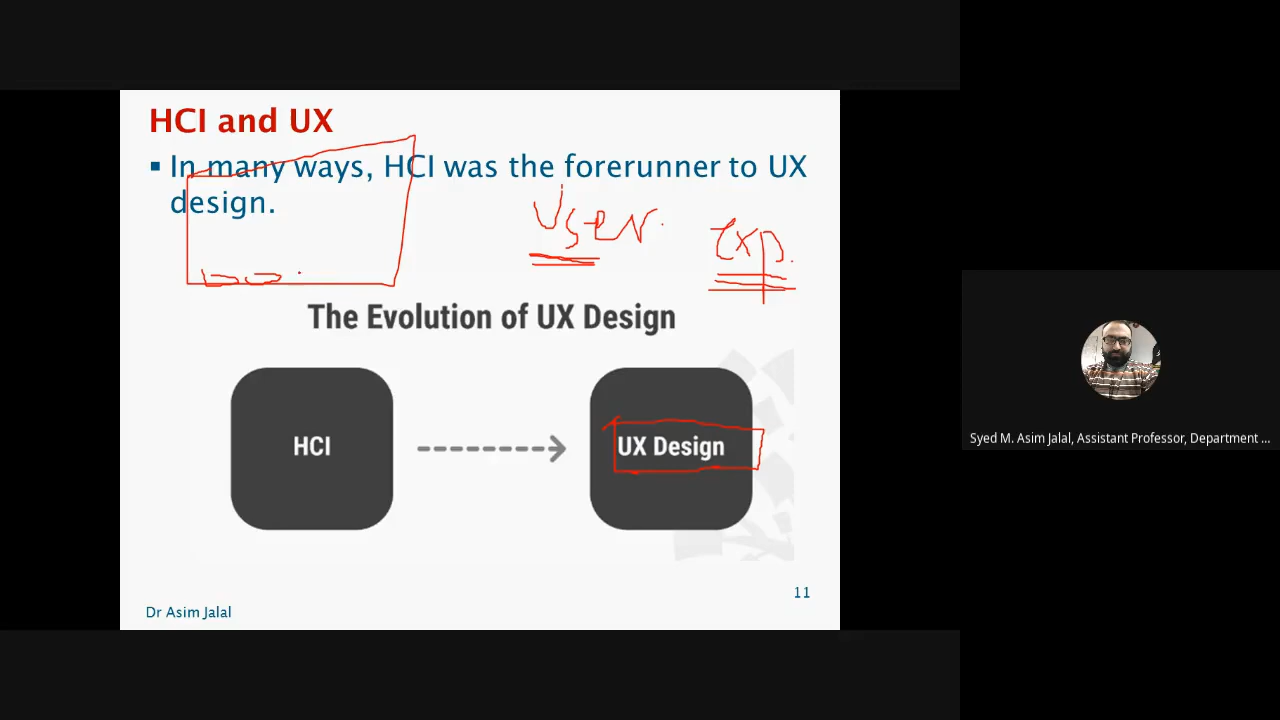 HCI and UX
▪ In many ways, HCI was the forerunner to UX
design.
User.
exp.
The Evolution of UX Design
HCI
UX Design
11
Dr Asim Jalal
Syed M. Asim Jalal, Assistant Professor, Department ...